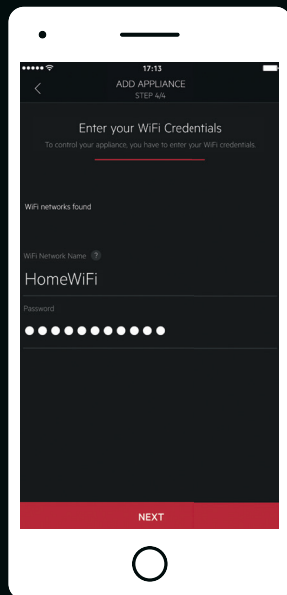 17:13
ADD APPLIANCE
STEP 4/4
Enter your WiFi Credentials
To control your appliance, you have to enter your WiFi credentials.
WiFi networks found
WiFi Network Name ?
HomeWiFi
Password
●●●●●●●●●●●
NEXT